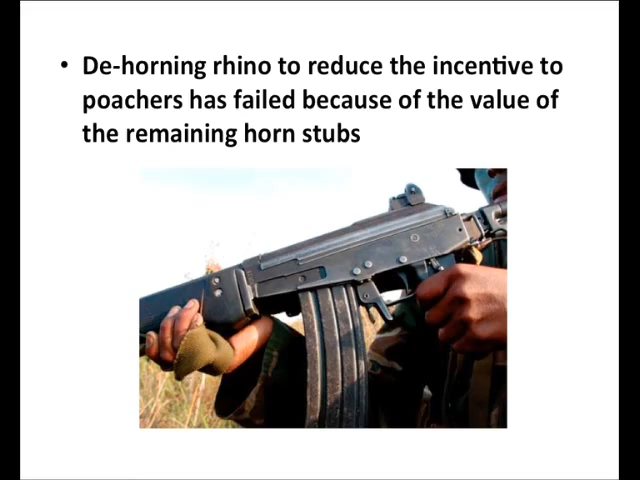 • De-horning rhino to reduce the incentive to
poachers has failed because of the value of
the remaining horn stubs